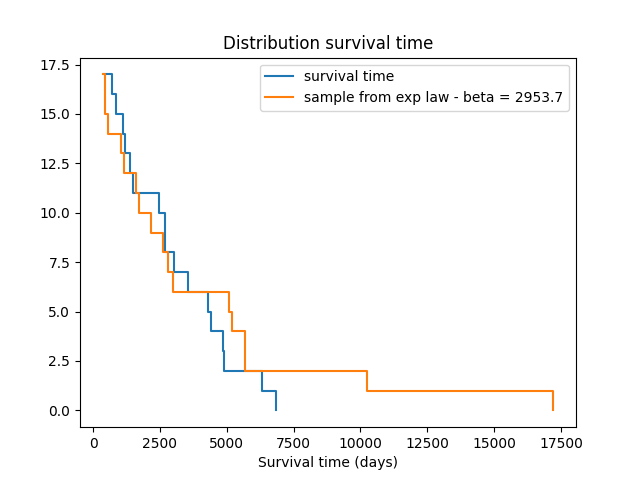 Distribution survival time
survival time
sample from exp law - beta = 2953.7
17.5
15.0
12.5
10.0
7.5
5.0
2.5
0.0
0 2500 5000 7500 10000 12500 15000 17500
Survival time (days)